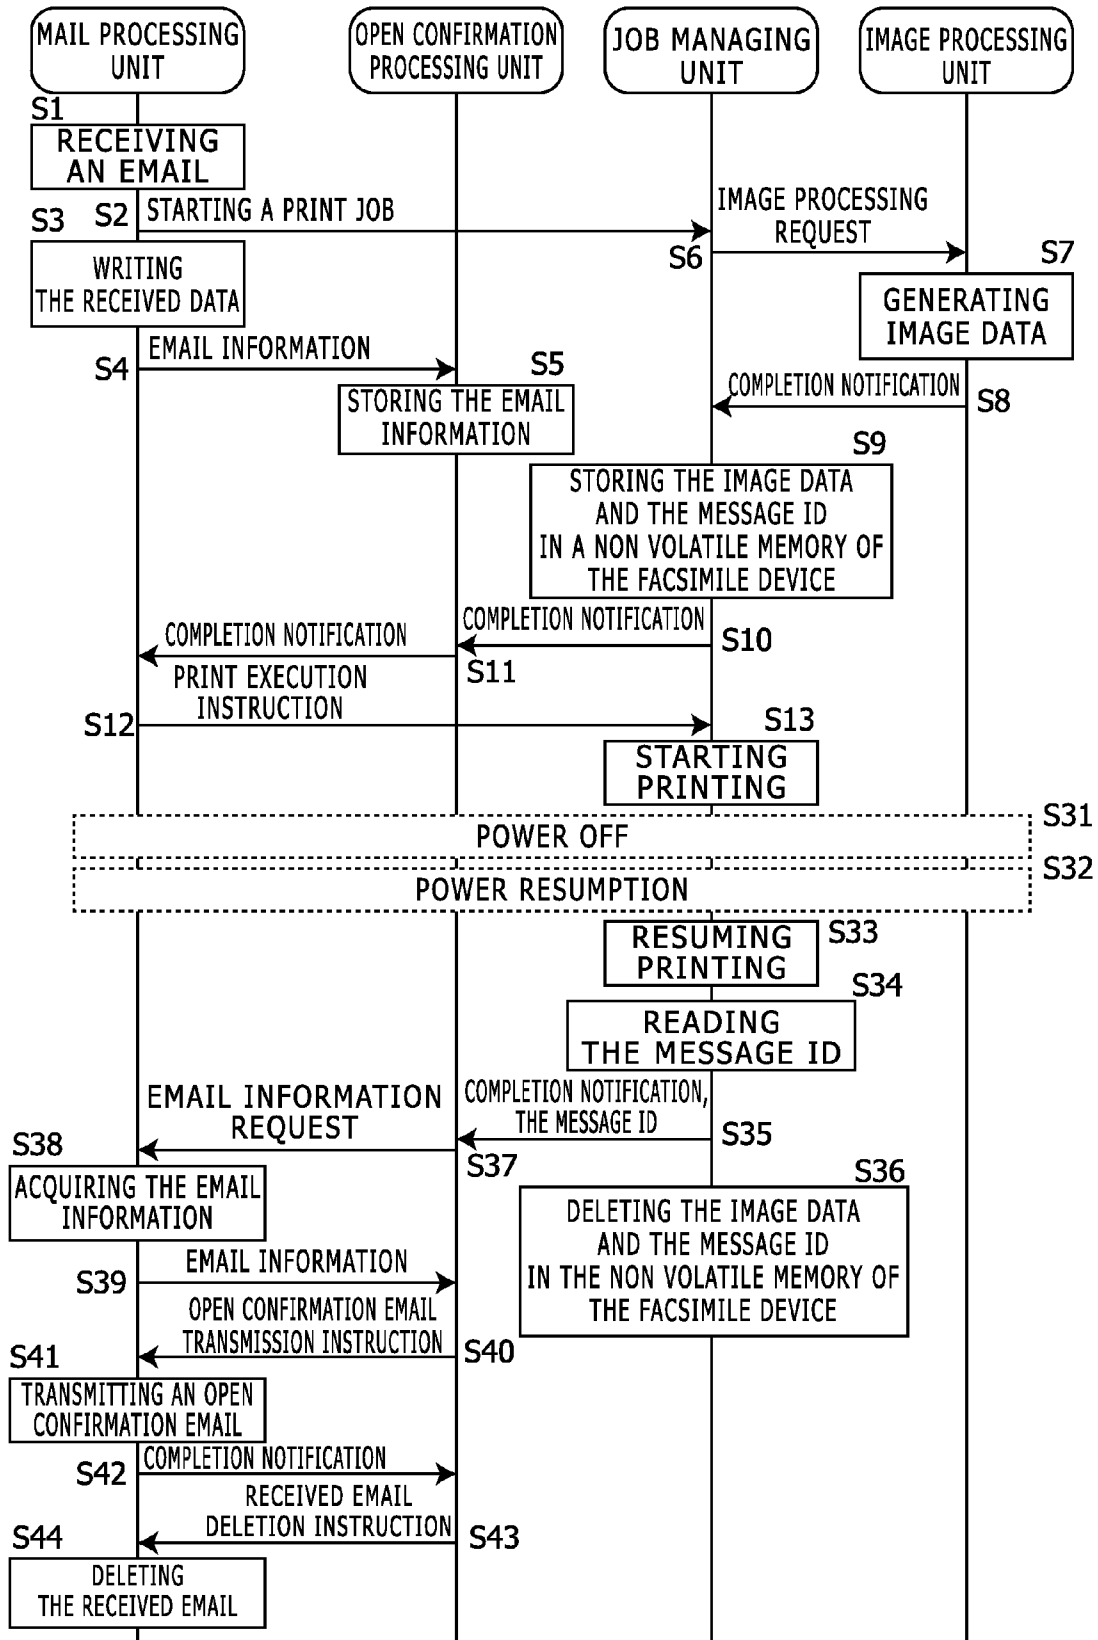 MAIL PROCESSING
UNIT
OPEN CONFIRMATION
PROCESSING UNIT
JOB MANAGING
UNIT
IMAGE PROCESSING
UNIT
S1
RECEIVING
AN EMAIL
S3
S2
STARTING A PRINT JOB
IMAGE PROCESSING
REQUEST
S6
S7
WRITING
THE RECEIVED DATA
GENERATING
IMAGE DATA
S4
EMAIL INFORMATION
S5
STORING THE EMAIL
INFORMATION
COMPLETION NOTIFICATION
S8
S9
STORING THE IMAGE DATA
AND THE MESSAGE ID
IN A NON VOLATILE MEMORY OF
THE FACSIMILE DEVICE
COMPLETION NOTIFICATION
S10
COMPLETION NOTIFICATION
S11
PRINT EXECUTION
INSTRUCTION
S12
S13
STARTING
PRINTING
S31
POWER OFF
S32
POWER RESUMPTION
RESUMING
PRINTING
S33
S34
READING
THE MESSAGE ID
COMPLETION NOTIFICATION,
THE MESSAGE ID
S35
EMAIL INFORMATION
REQUEST
S37
S38
ACQUIRING THE EMAIL
INFORMATION
S36
DELETING THE IMAGE DATA
AND THE MESSAGE ID
IN THE NON VOLATILE MEMORY OF
THE FACSIMILE DEVICE
S39
EMAIL INFORMATION
OPEN CONFIRMATION EMAIL
TRANSMISSION INSTRUCTION
S40
S41
TRANSMITTING AN OPEN
CONFIRMATION EMAIL
S42
COMPLETION NOTIFICATION
RECEIVED EMAIL
DELETION INSTRUCTION
S43
S44
DELETING
THE RECEIVED EMAIL